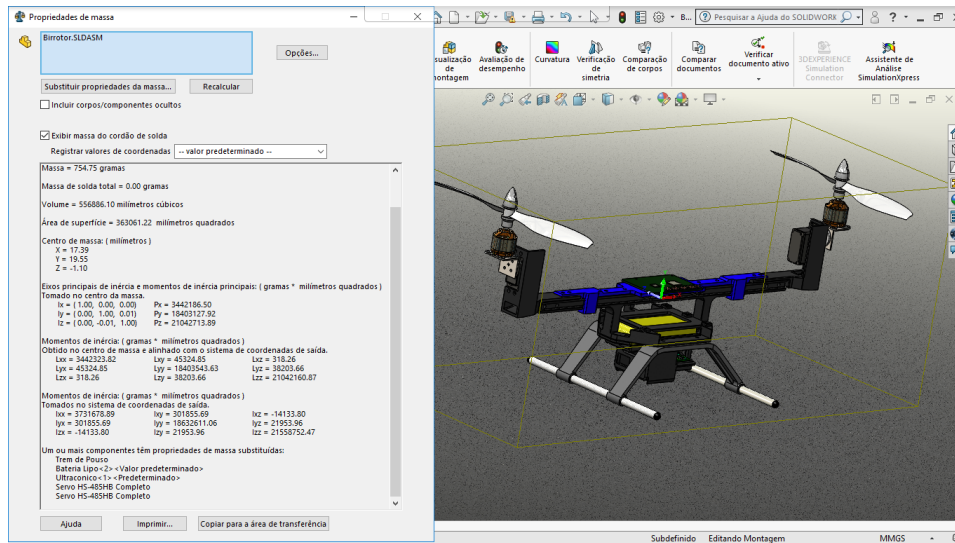 Propriedades de massa
Birrotor.SLDASM
Opções...
Substituir propriedades da massa...
Recalcular
Incluir corpos/componentes ocultos
Exibir massa do cordão de solda
Registrar valores de coordenadas
-- valor predeterminado --
Massa = 754.75 gramas
Massa de solda total = 0.00 gramas
Volume = 556886.10 milímetros cúbicos
Área de superfície = 363061.22 milímetros quadrados
Centro de massa: ( milímetros )
X = 17.39
Y = 19.55
Z = -1.10
Eixos principais de inércia e momentos de inércia principais: ( gramas * milímetros quadrados )
Tomado no centro da massa.
Ix = ( 1.00, 0.00, 0.00) Px = 3442186.50
Iy = ( 0.00, 1.00, 0.01) Py = 18403127.92
Iz = ( 0.00, -0.01, 1.00) Pz = 21042713.89
Momentos de inércia: ( gramas * milímetros quadrados )
Obtido no centro de massa e alinhado com o sistema de coordenadas de saída.
Lxx = 3442323.82 Lxy = 45324.85 Lxz = 318.26
Lyx = 45324.85 Lyy = 18403543.63 Lyz = 38203.66
Lzx = 318.26 Lzy = 38203.66 Lzz = 21042160.87
Momentos de inércia: ( gramas * milímetros quadrados )
Tomados no sistema de coordenadas de saída.
Ixx = 3731678.89 Ixy = 301855.69 Ixz = -14133.80
Iyx = 301855.69 Iyy = 18632611.06 Iyz = 21953.96
Izx = -14133.80 Izy = 21953.96 Izz = 21558752.47
Um ou mais componentes têm propriedades de massa substituídas:
Trem de Pouso
Bateria Lipo<2> <Valor predeterminado>
Ultraconico<1> <Predeterminado>
Servo HS-485HB Completo
Servo HS-485HB Completo
Ajuda
Imprimir...
Copiar para a área de transferência
B...
Pesquisar a Ajuda do SOLIDWORK
sualização de ontagem
Avaliação de desempenho
Curvatura
Verificação de simetria
Comparação de corpos
Comparar documentos
Verificar documento ativo
3DEXPERIENCE Simulation Connector
Assistente de Análise SimulationXpress
Subdefinido
Editando Montagem
MMGS